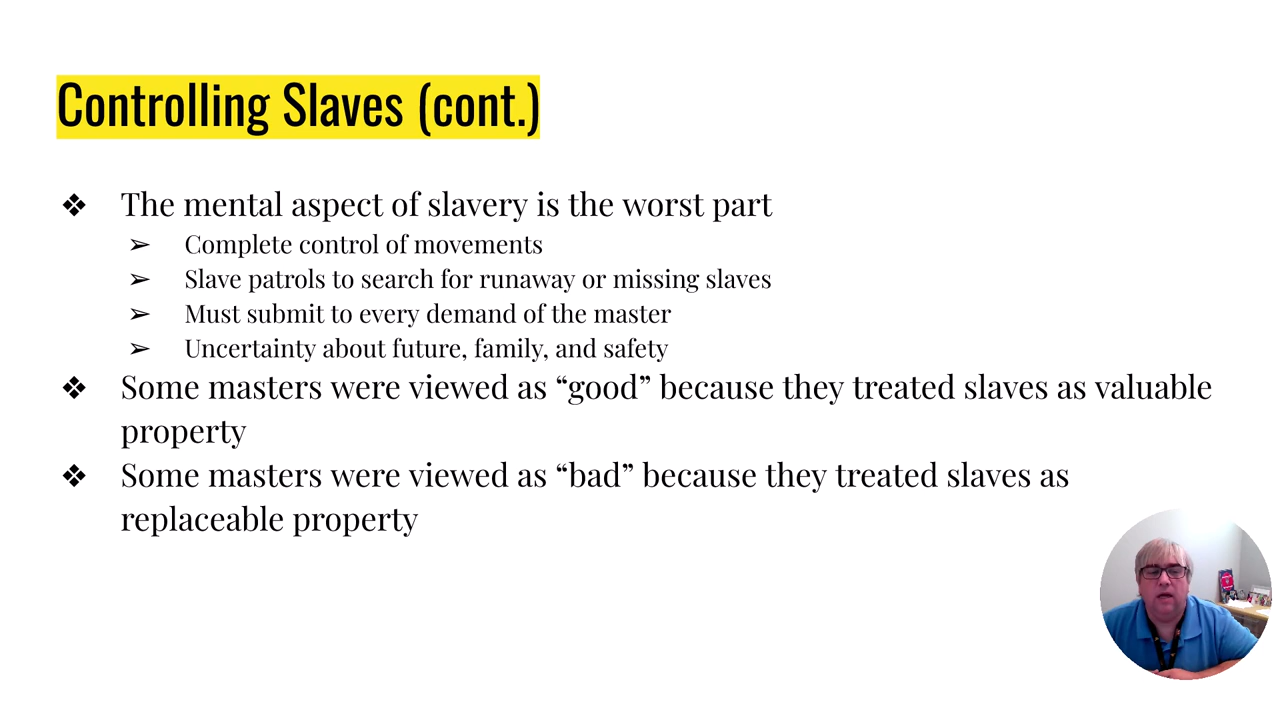 Controlling Slaves (cont.)
❖ The mental aspect of slavery is the worst part
➢ Complete control of movements
➢ Slave patrols to search for runaway or missing slaves
➢ Must submit to every demand of the master
➢ Uncertainty about future, family, and safety
❖ Some masters were viewed as “good” because they treated slaves as valuable
property
❖ Some masters were viewed as “bad” because they treated slaves as
replaceable property